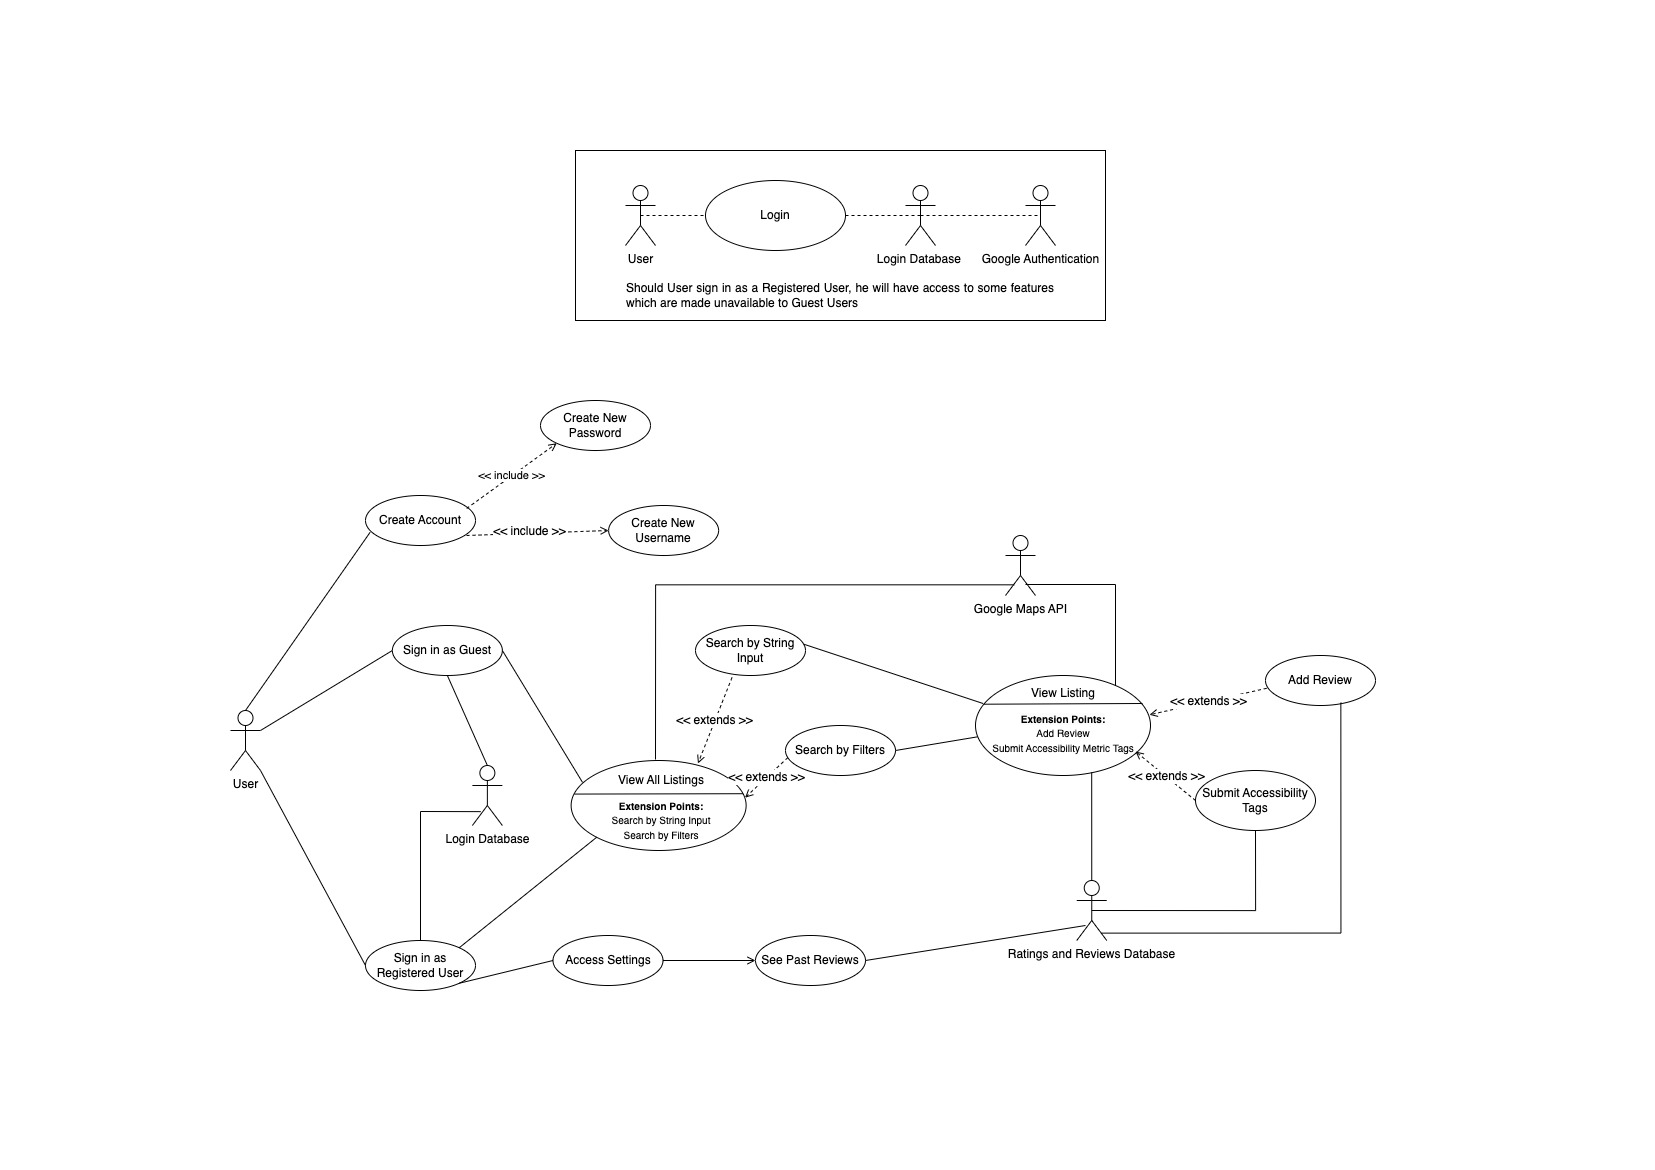 Login
User
Login Database
Google Authentication
Should User sign in as a Registered User, he will have access to some features
which are made unavailable to Guest Users
Create New
Password
<< include >>
Create Account
<< include >>
Create New
Username
Google Maps API
Sign in as Guest
Search by String
Input
<< extends >>
View Listing
Extension Points:
Add Review
Submit Accessibility Metric Tags
<< extends >>
Add Review
User
Search by Filters
<< extends >>
View All Listings
Extension Points:
Search by String Input
Search by Filters
<< extends >>
Submit Accessibility
Tags
Login Database
Sign in as
Registered User
Access Settings
See Past Reviews
Ratings and Reviews Database